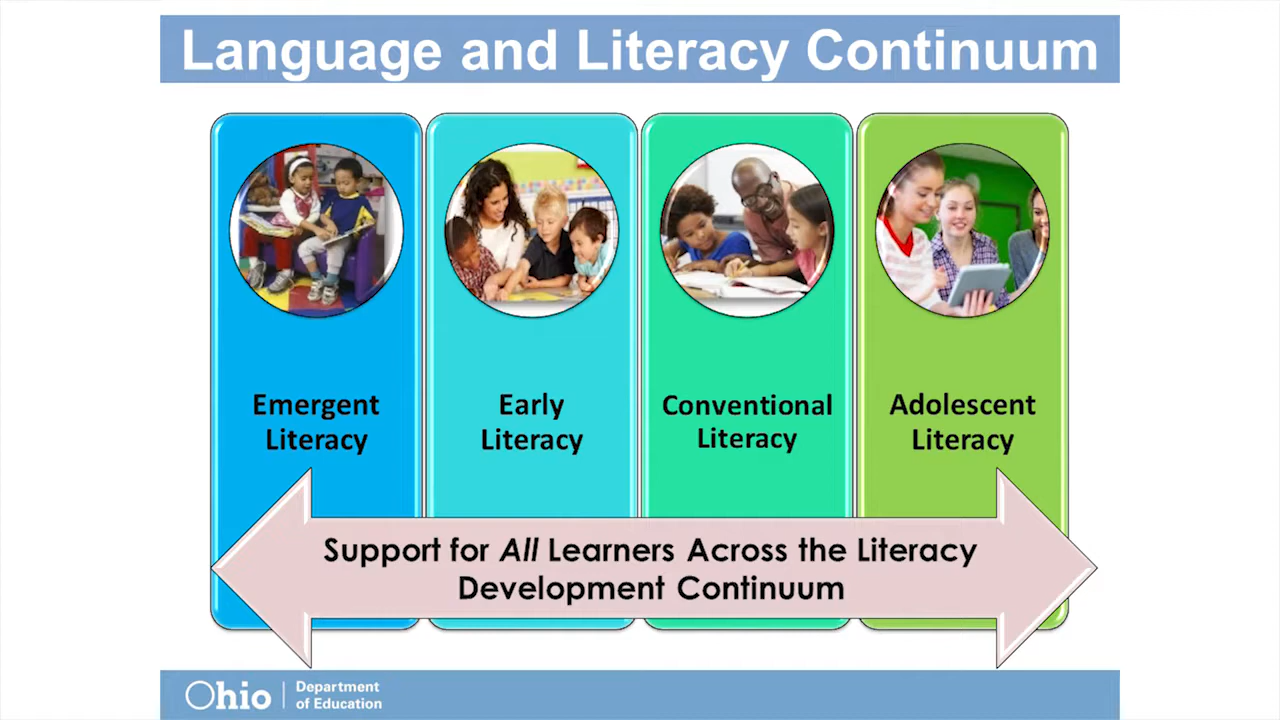 Language and Literacy Continuum
Emergent
Literacy
Early
Literacy
Conventional
Literacy
Adolescent
Literacy
Support for All Learners Across the Literacy
Development Continuum
Ohio
Department
of Education